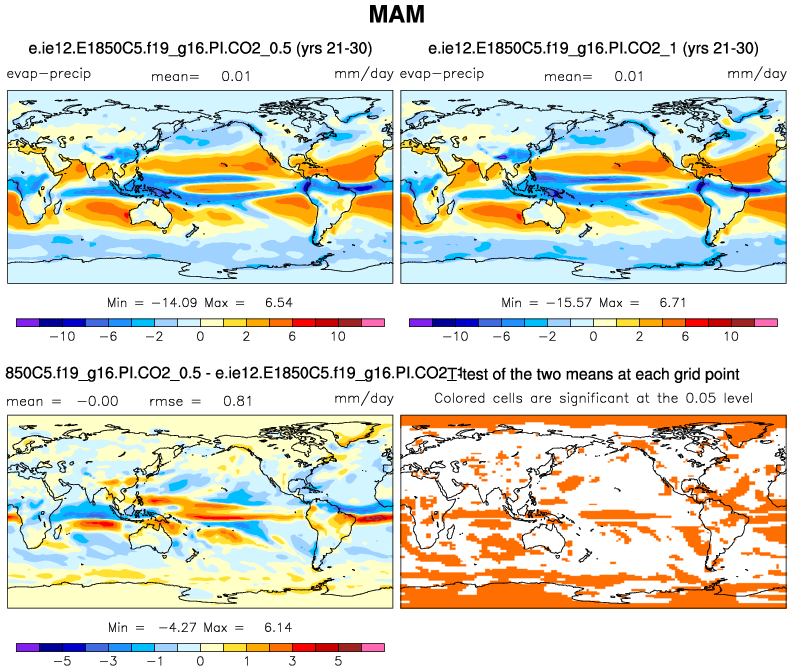 MAM
e.ie12.E1850C5.f19_g16.PI.CO2_0.5 (yrs 21-30)
evap-precip mean= 0.01 mm/day
Min = -14.09 Max = 6.54
-10 -6 -2 0 2 6 10
e.ie12.E1850C5.f19_g16.PI.CO2_1 (yrs 21-30)
evap-precip mean= 0.01 mm/day
Min = -15.57 Max = 6.71
-10 -6 -2 0 2 6 10
850C5.f19_g16.PI.CO2_0.5 - e.ie12.E1850C5.f19_g16.PI.CO2
mean = -0.00 rmse = 0.81 mm/day
Min = -4.27 Max = 6.14
-5 -3 -1 0 1 3 5
T-test of the two means at each grid point
Colored cells are significant at the 0.05 level